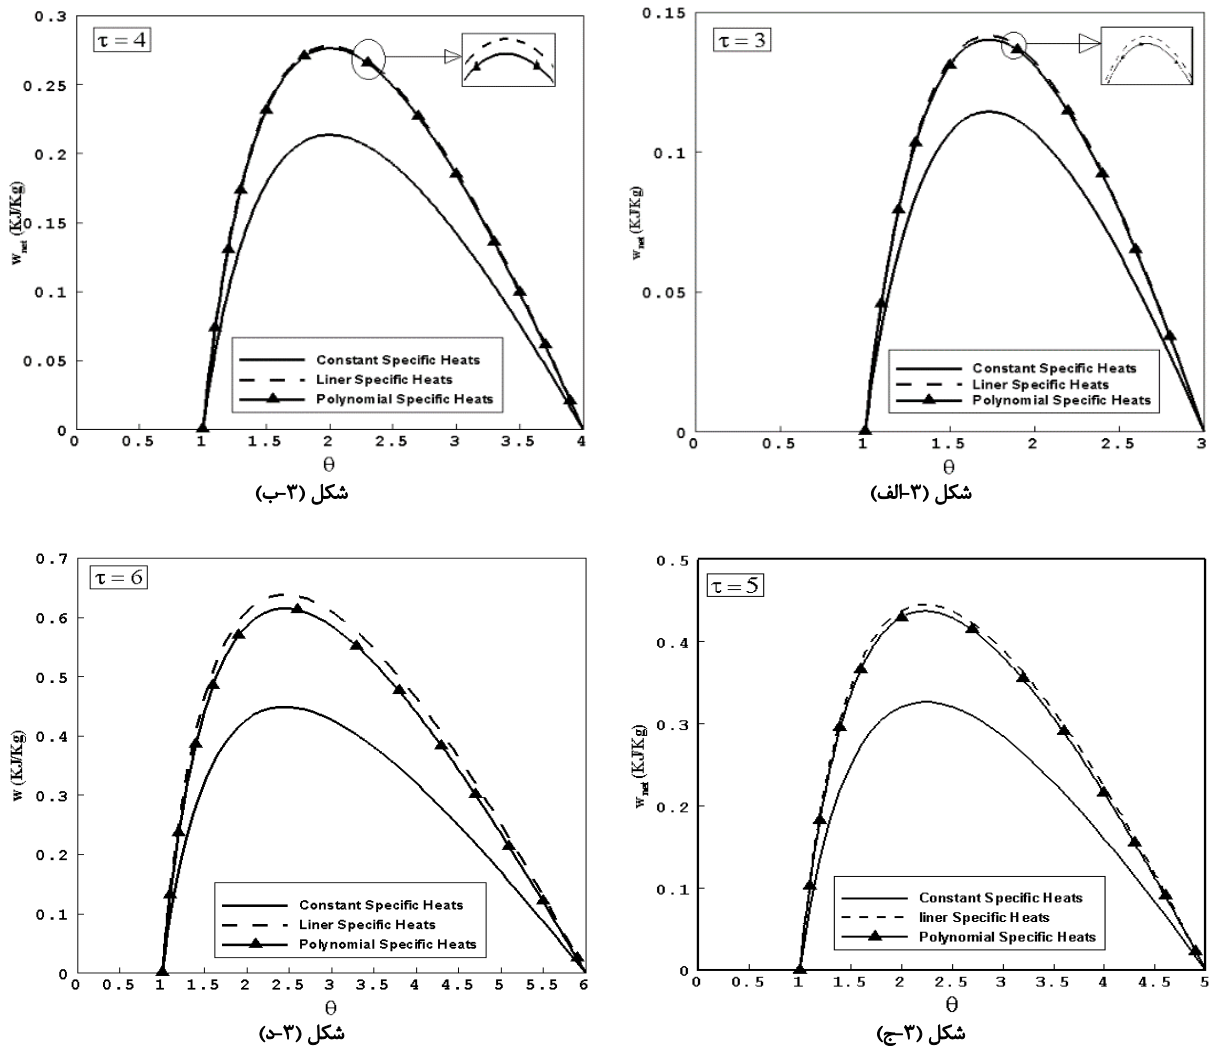 τ = 4
0.3
0.25
0.2
0.15
0.1
0.05
0
w_net (KJ/Kg)
Constant Specific Heats
Liner Specific Heats
Polynomial Specific Heats
0 0.5 1 1.5 2 2.5 3 3.5 4
θ
شکل (۳-ب)
τ = 3
0.15
0.1
0.05
0
w_net (KJKg)
Constant Specific Heats
Liner Specific Heats
Polynomial Specific Heats
0 0.5 1 1.5 2 2.5 3
θ
شکل (۳-الف)
τ = 6
0.7
0.6
0.5
0.4
0.3
0.2
0.1
0
w (KJ/Kg)
Constant Specific Heats
Liner Specific Heats
Polynomial Specific Heats
0 0.5 1 1.5 2 2.5 3 3.5 4 4.5 5 5.5 6
θ
شکل (۳-د)
τ = 5
0.5
0.4
0.3
0.2
0.1
0
w_net (KJ/Kg)
Constant Specific Heats
liner Specific Heats
Polynomial Specific Heats
0 0.5 1 1.5 2 2.5 3 3.5 4 4.5 5
θ
شکل (۳-ج)